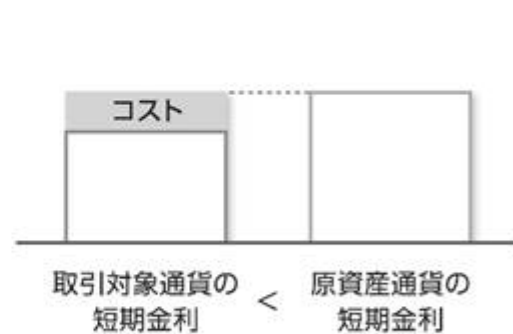 コスト
取引対象通貨の
短期金利
<
原資産通貨の
短期金利